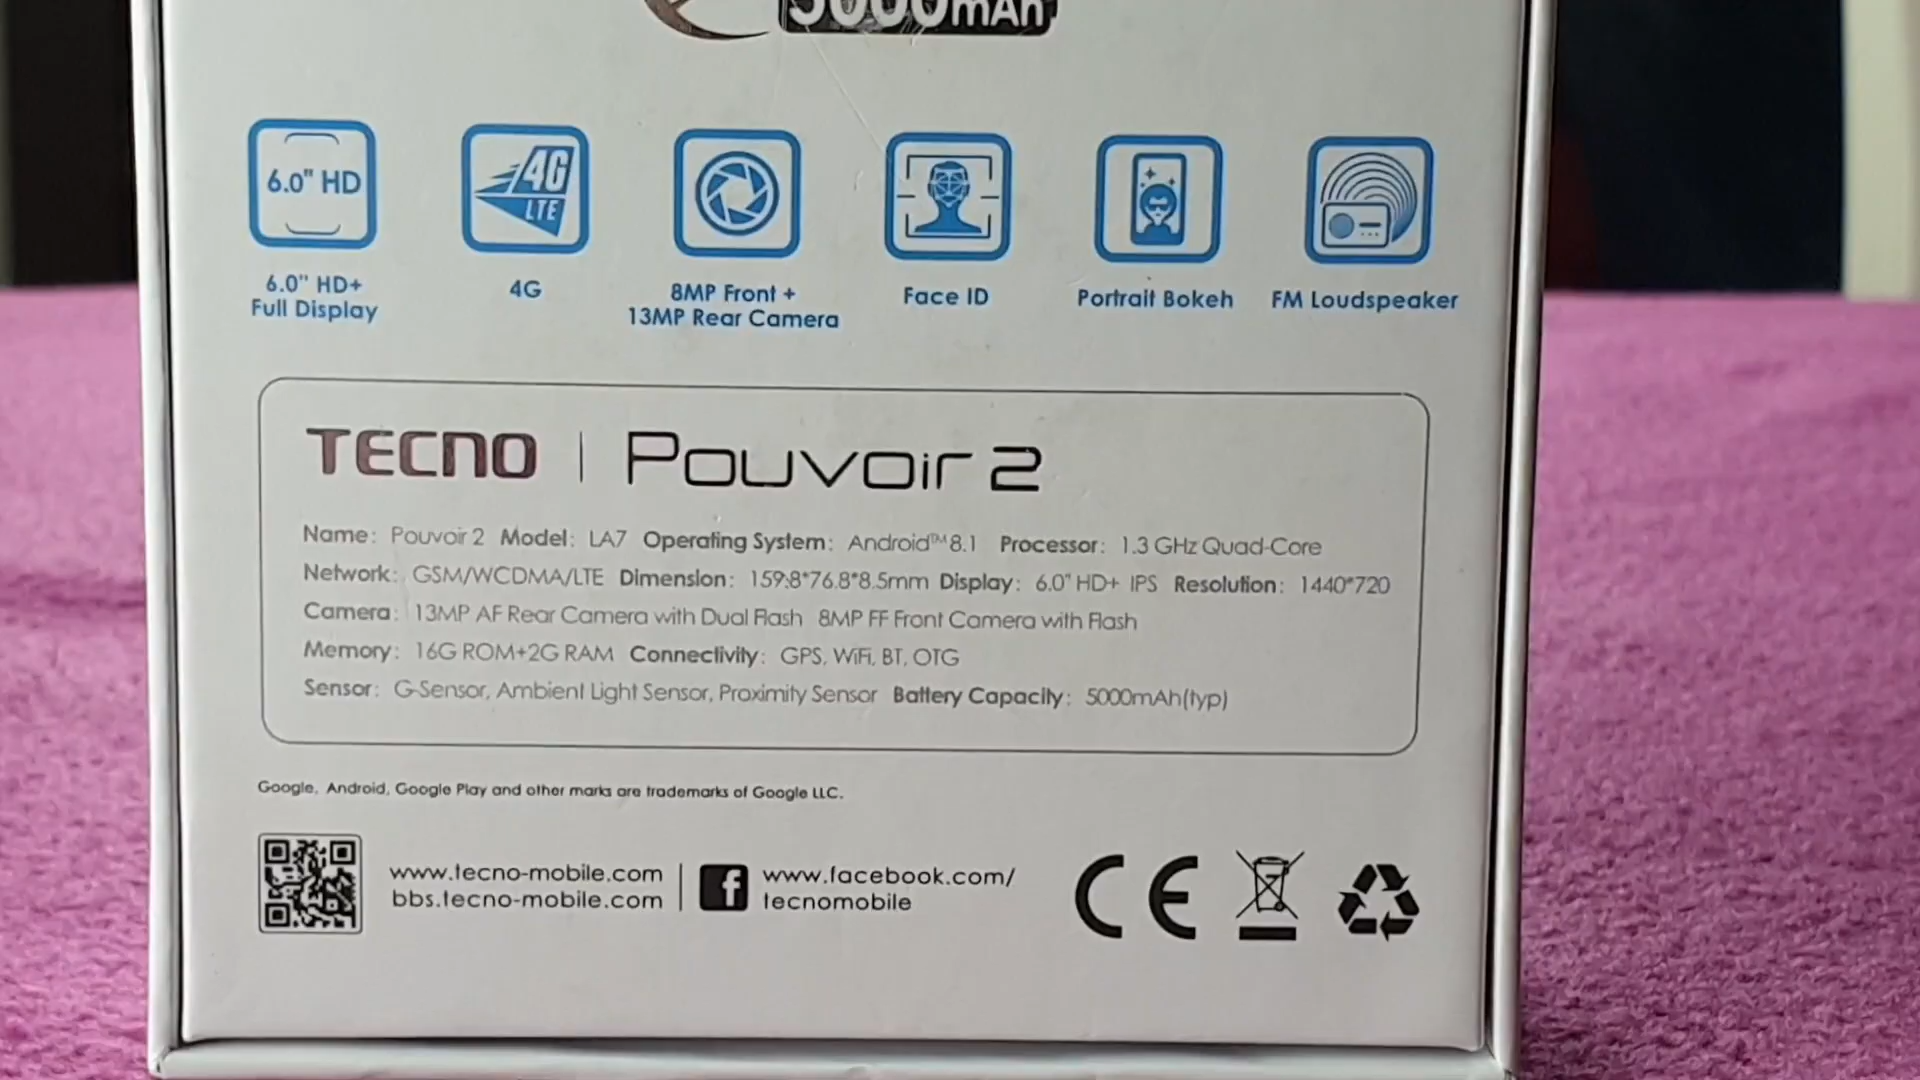 5000mAh
6.0" HD
4G
LTE
6.0" HD+
Full Display
4G
8MP Front +
13MP Rear Camera
Face ID
Portrait Bokeh
FM Loudspeaker
TECNO | Pouvoir 2
Name: Pouvoir 2 Model: LA7 Operating System: Android™ 8.1 Processor: 1.3 GHz Quad-Core
Network: GSM/WCDMA/LTE Dimension: 159.8*76.8*8.5mm Display: 6.0" HD+ IPS Resolution: 1440*720
Camera: 13MP AF Rear Camera with Dual Flash 8MP FF Front Camera with Flash
Memory: 16G ROM+2G RAM Connectivity: GPS, WiFi, BT, OTG
Sensor: G-Sensor, Ambient Light Sensor, Proximity Sensor Battery Capacity: 5000mAh(typ)
Google, Android, Google Play and other marks are trademarks of Google LLC.
www.tecno-mobile.com
bbs.tecno-mobile.com
f
www.facebook.com/
tecnomobile
CE